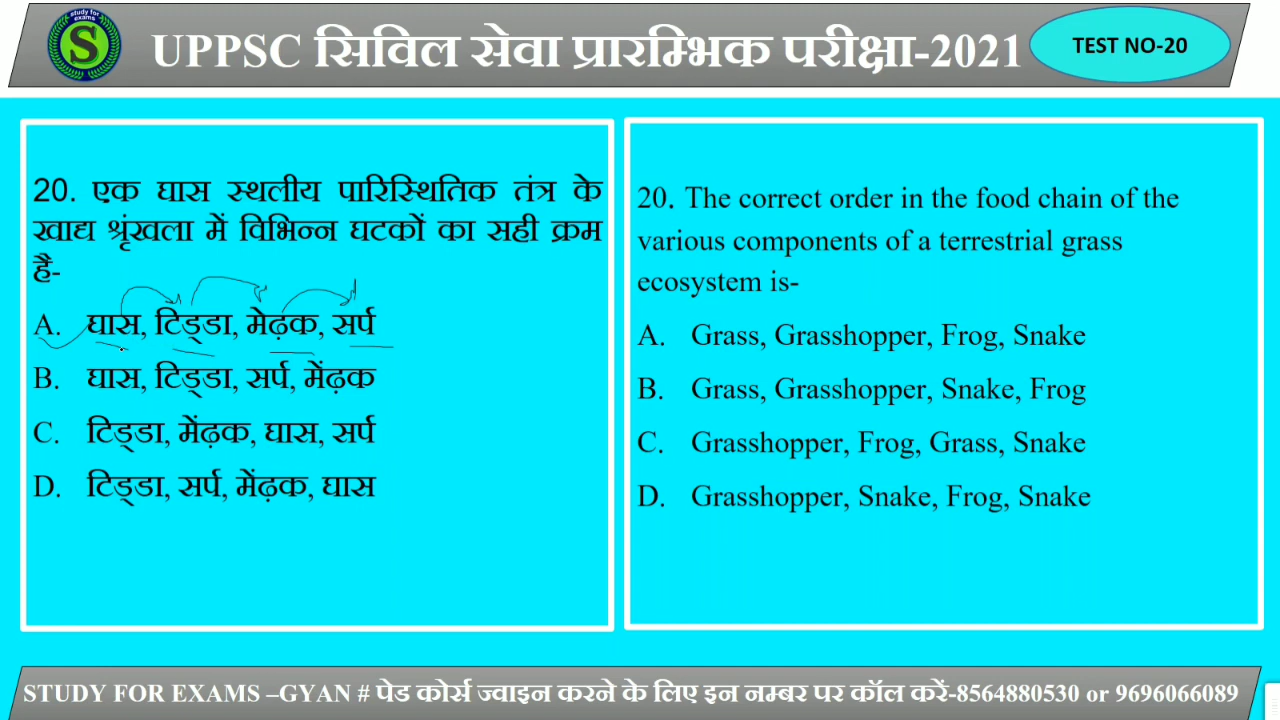 study for
exams
S
UPPSC सिविल सेवा प्रारम्भिक परीक्षा-2021
TEST NO-20
20. एक घास स्थलीय पारिस्थितिक तंत्र के
खाद्य श्रृंखला में विभिन्न घटकों का सही क्रम
है-
A. घास, टिड्डा, मेढ़क, सर्प
B. घास, टिड्डा, सर्प, मेंढ़क
C. टिड्डा, मेंढ़क, घास, सर्प
D. टिड्डा, सर्प, मेंढ़क, घास
20. The correct order in the food chain of the
various components of a terrestrial grass
ecosystem is-
A. Grass, Grasshopper, Frog, Snake
B. Grass, Grasshopper, Snake, Frog
C. Grasshopper, Frog, Grass, Snake
D. Grasshopper, Snake, Frog, Snake
STUDY FOR EXAMS –GYAN # पेड कोर्स ज्वाइन करने के लिए इन नम्बर पर कॉल करें-8564880530 or 9696066089